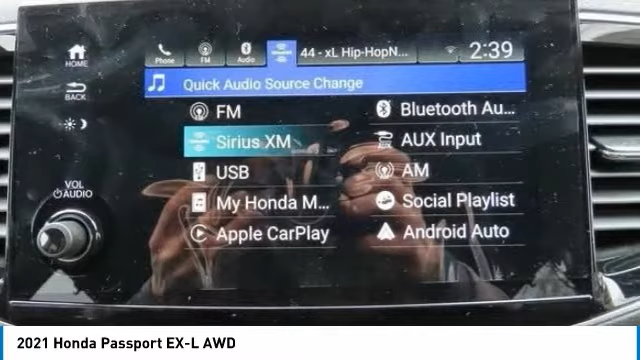 HOME
Phone
FM
Audio
44 - xL Hip-HopN...
2:39
BACK
Quick Audio Source Change
FM
Bluetooth Au...
Sirius XM
AUX Input
USB
AM
VOL
AUDIO
My Honda M...
Social Playlist
Apple CarPlay
Android Auto
2021 Honda Passport EX-L AWD